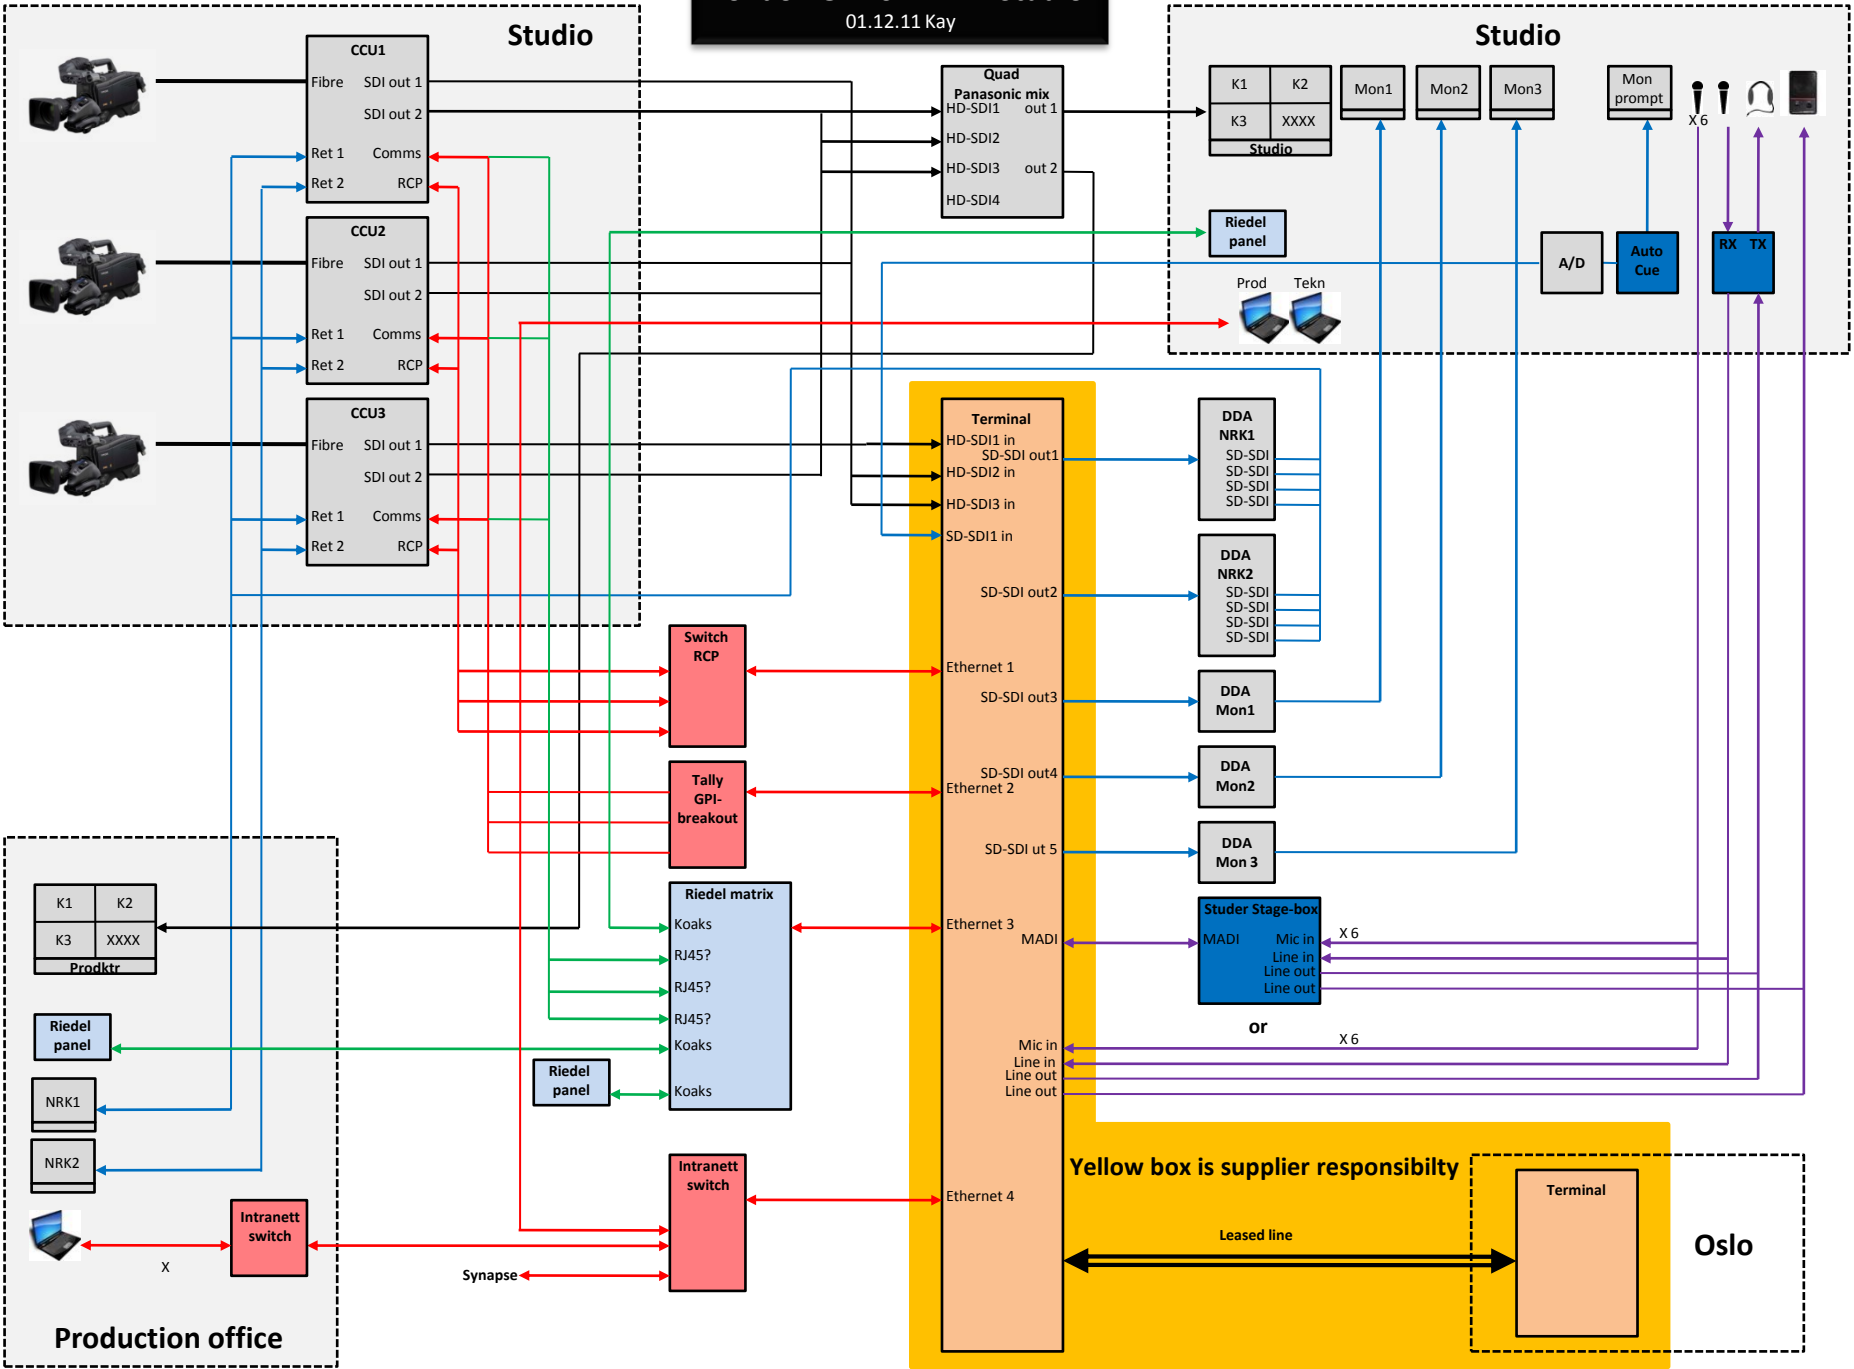 01.12.11 Kay
Studio
CCU1
Fibre
SDI out 1
SDI out 2
Ret 1
Comms
Ret 2
RCP
CCU2
Fibre
SDI out 1
SDI out 2
Ret 1
Comms
Ret 2
RCP
CCU3
Fibre
SDI out 1
SDI out 2
Ret 1
Comms
Ret 2
RCP
Quad
Panasonic mix
HD-SDI1
out 1
HD-SDI2
HD-SDI3
out 2
HD-SDI4
Studio
K1
K2
K3
XXXX
Studio
Mon1
Mon2
Mon3
Mon
prompt
X 6
Riedel
panel
A/D
Auto
Cue
RX
TX
Prod
Tekn
Terminal
HD-SDI1 in
SD-SDI out1
HD-SDI2 in
HD-SDI3 in
SD-SDI1 in
SD-SDI out2
Ethernet 1
SD-SDI out3
SD-SDI out4
Ethernet 2
SD-SDI ut 5
Ethernet 3
MADI
Mic in
Line in
Line out
Line out
Ethernet 4
DDA
NRK1
SD-SDI
SD-SDI
SD-SDI
SD-SDI
DDA
NRK2
SD-SDI
SD-SDI
SD-SDI
SD-SDI
DDA
Mon1
DDA
Mon2
DDA
Mon 3
Studer Stage-box
MADI
Mic in
Line in
Line out
Line out
X 6
or
X 6
Switch
RCP
Tally
GPI-
breakout
Riedel matrix
Koaks
RJ45?
RJ45?
RJ45?
Koaks
Koaks
Riedel
panel
Intranett
switch
Synapse
K1
K2
K3
XXXX
Prodktr
Riedel
panel
NRK1
NRK2
X
Intranett
switch
Production office
Yellow box is supplier responsibilty
Leased line
Terminal
Oslo